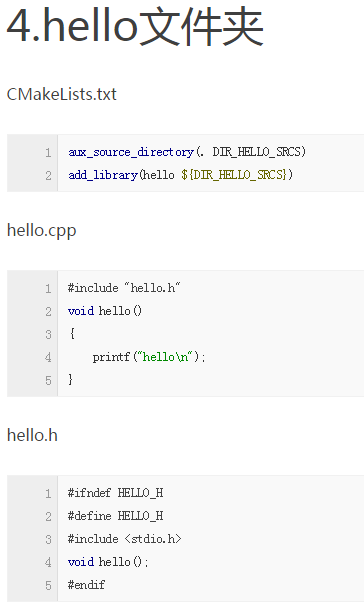 4.hello文件夹
CMakeLists.txt
1 aux_source_directory(. DIR_HELLO_SRCS)
2 add_library(hello ${DIR_HELLO_SRCS})
hello.cpp
1 #include "hello.h"
2 void hello()
3 {
4     printf("hello\n");
5 }
hello.h
1 #ifndef HELLO_H
2 #define HELLO_H
3 #include <stdio.h>
4 void hello();
5 #endif